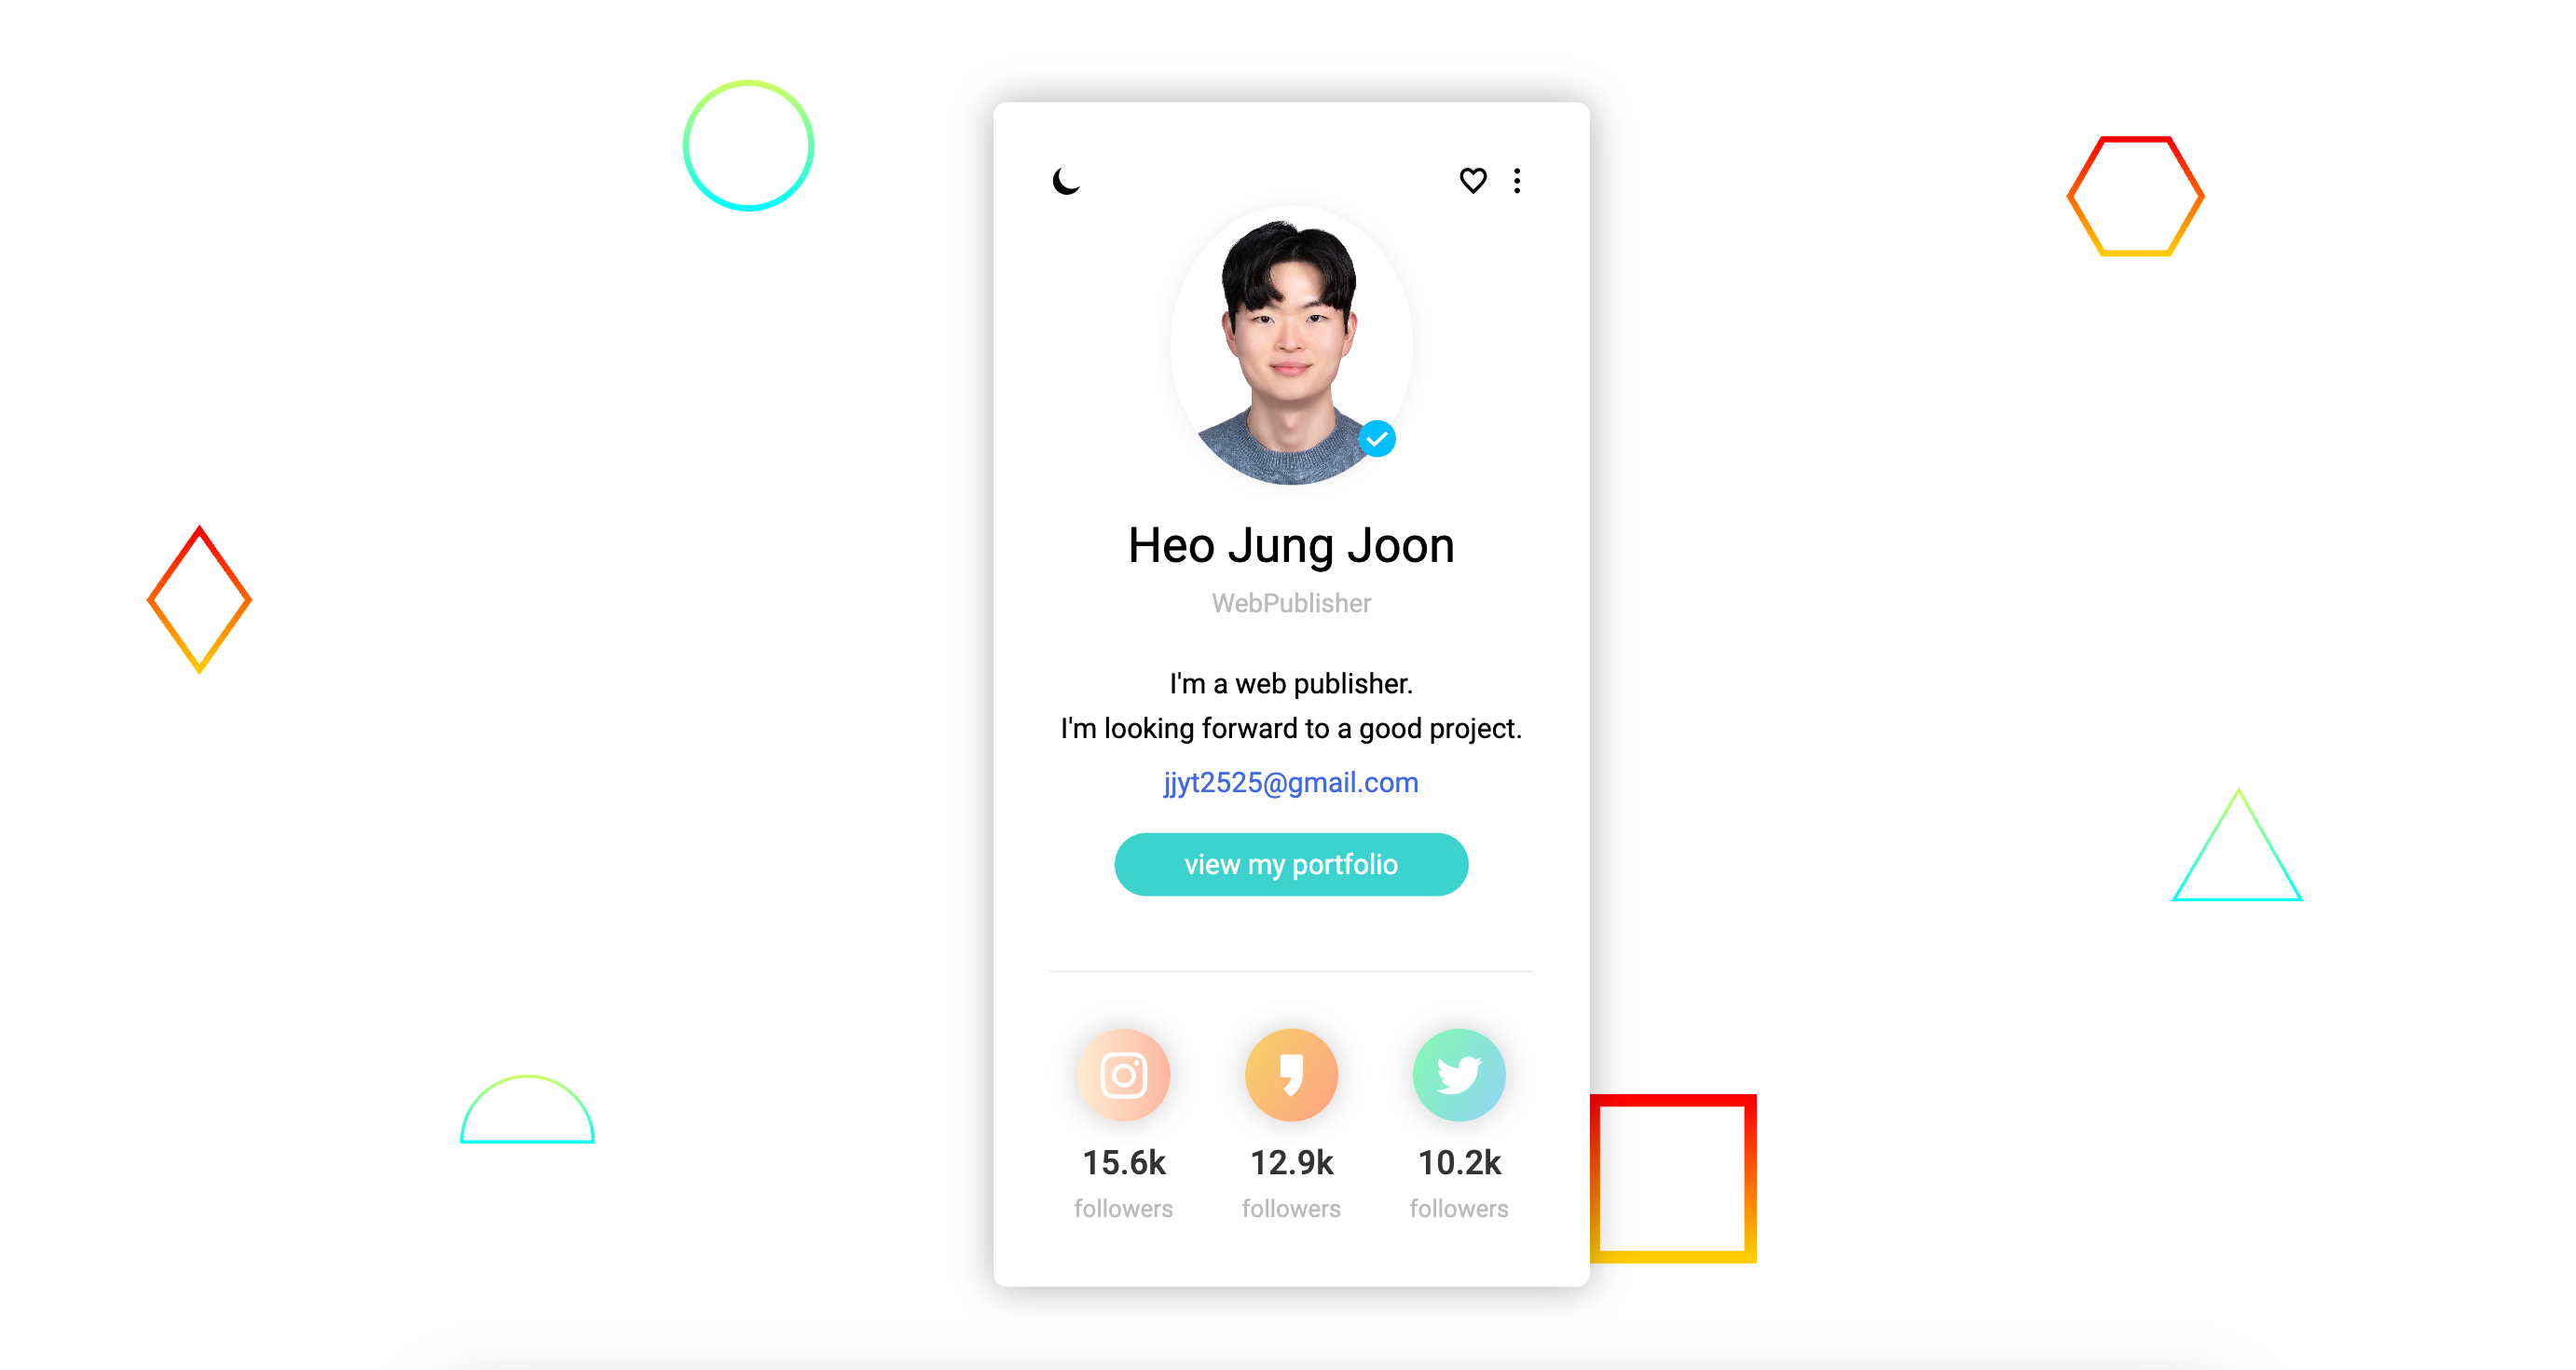 Heo Jung Joon
WebPublisher
I'm a web publisher.
I'm looking forward to a good project.
jjyt2525@gmail.com
view my portfolio
15.6k 12.9k 10.2k
followers followers followers